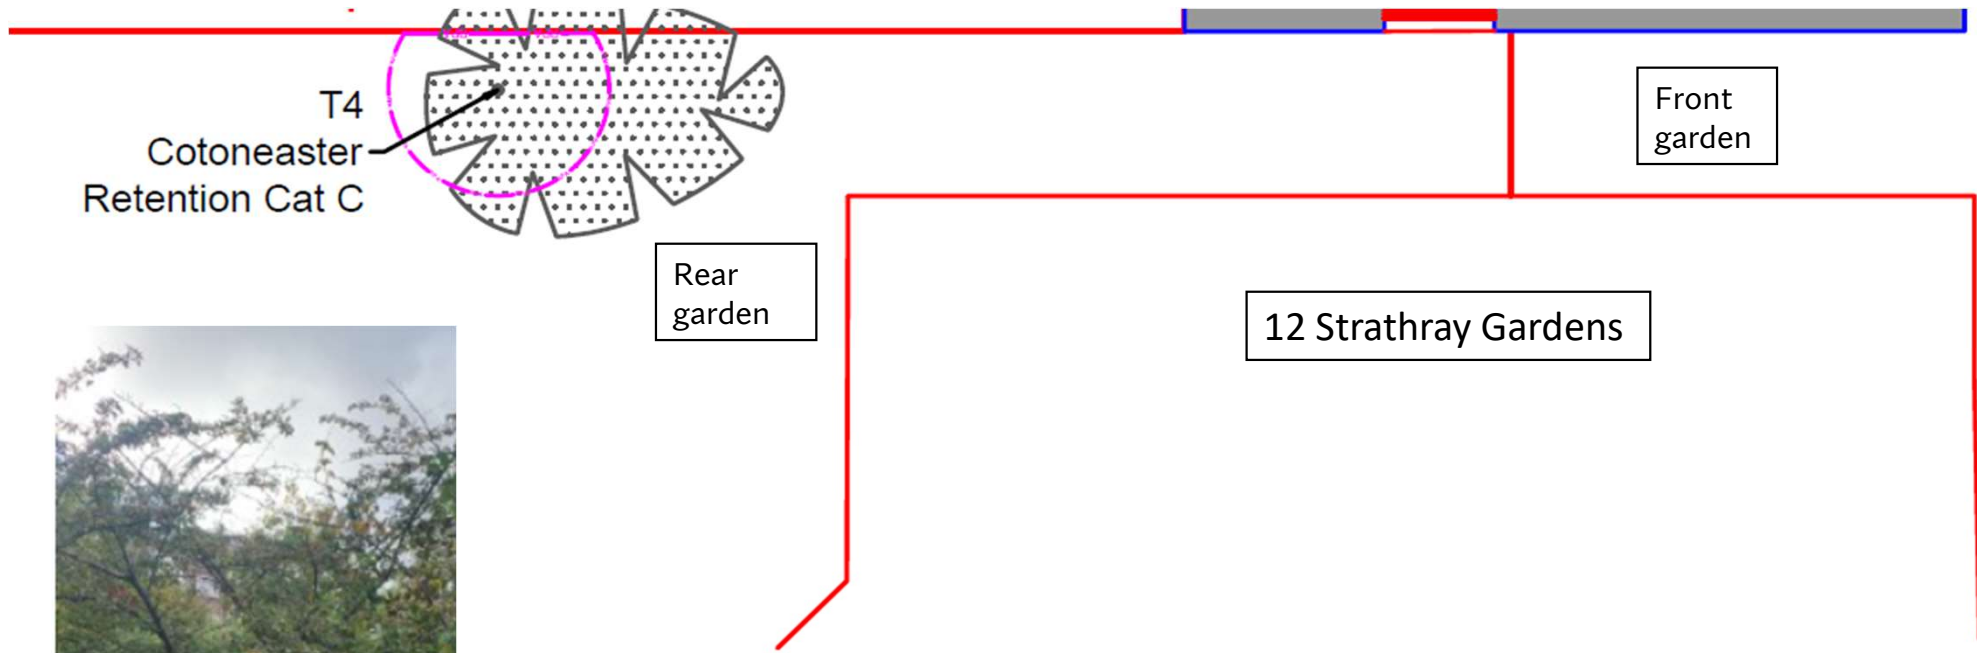 T4
Cotoneaster
Retention Cat C
Front
garden
Rear
garden
12 Strathray Gardens